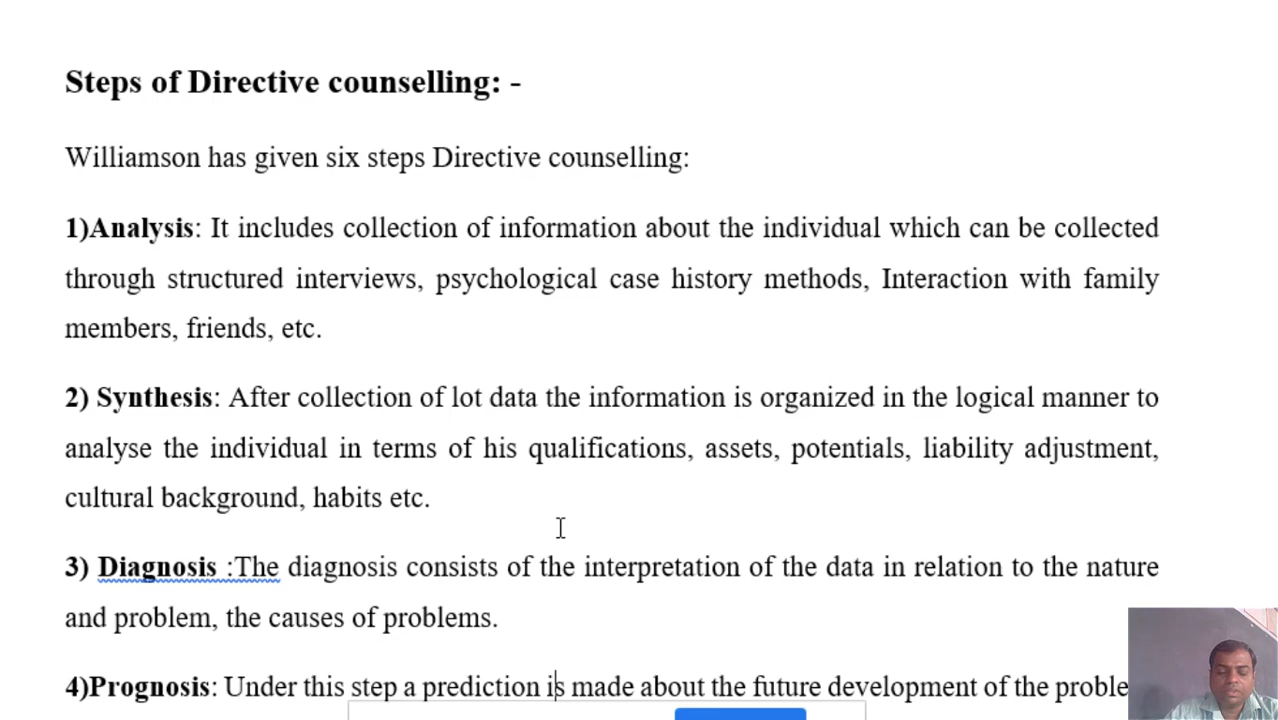 Steps of Directive counselling: -
Williamson has given six steps Directive counselling:
1)Analysis: It includes collection of information about the individual which can be collected
through structured interviews, psychological case history methods, Interaction with family
members, friends, etc.
2) Synthesis: After collection of lot data the information is organized in the logical manner to
analyse the individual in terms of his qualifications, assets, potentials, liability adjustment,
cultural background, habits etc.
3) Diagnosis :The diagnosis consists of the interpretation of the data in relation to the nature
and problem, the causes of problems.
4)Prognosis: Under this step a prediction is made about the future development of the